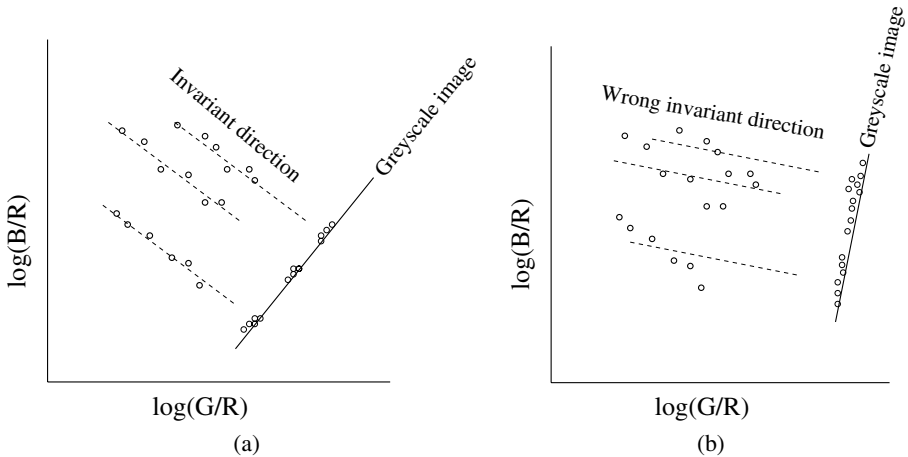 Invariant direction
Greyscale image
log(B/R)
log(G/R)
(a)
Wrong invariant direction
Greyscale image
log(B/R)
log(G/R)
(b)